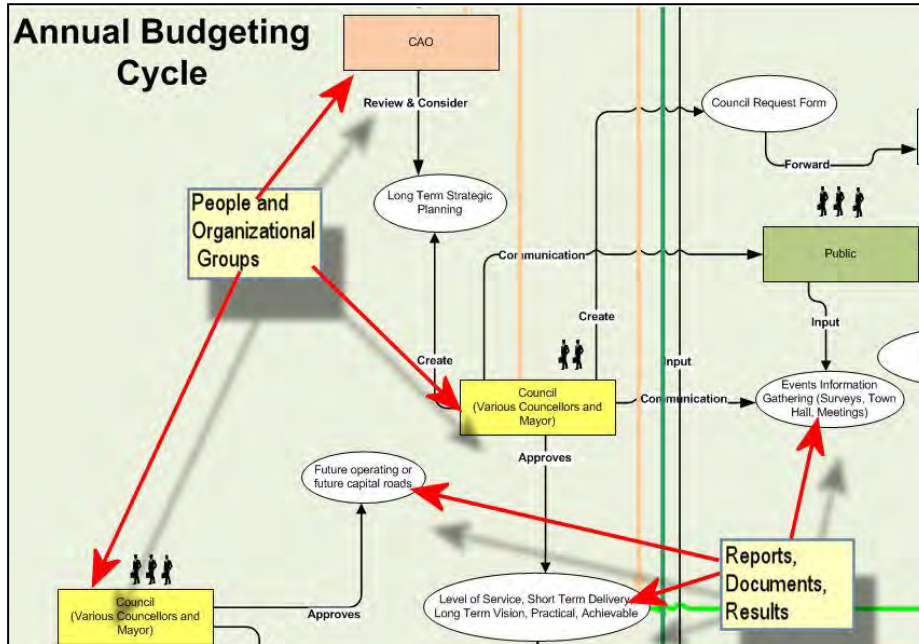 Annual Budgeting
Cycle
CAO
Review & Consider
Council Request Form
Forward
People and
Organizational
Groups
Long Term Strategic
Planning
Communication
Public
Create
Input
Create
Input
Council
(Various Councellors and
Mayor)
Communication
Events Information
Gathering (Surveys, Town
Hall, Meetings)
Approves
Future operating or
future capital roads
Reports,
Documents,
Results
Council
(Various Councellors and
Mayor)
Approves
Level of Service, Short Term Delivery
Long Term Vision, Practical, Achievable